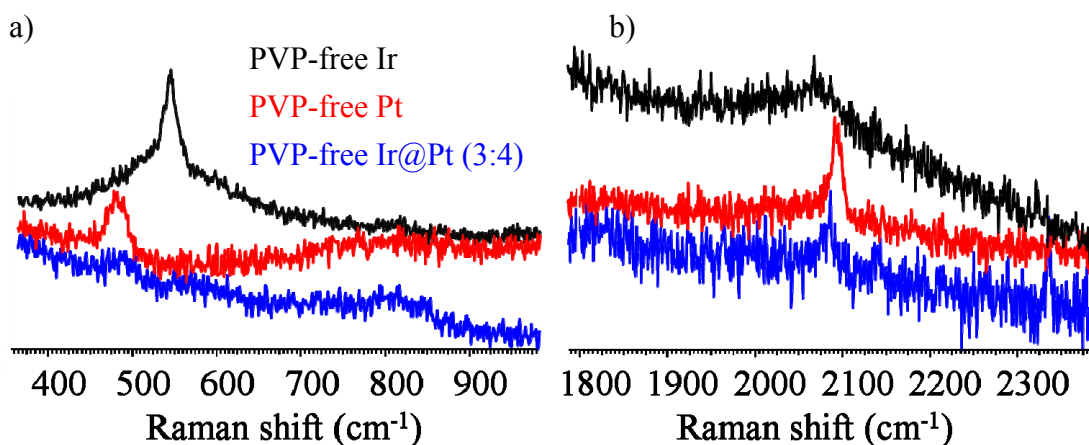 a)
PVP-free Ir
PVP-free Pt
PVP-free Ir@Pt (3:4)
400 500 600 700 800 900
Raman shift (cm⁻¹)
b)
1800 1900 2000 2100 2200 2300
Raman shift (cm⁻¹)